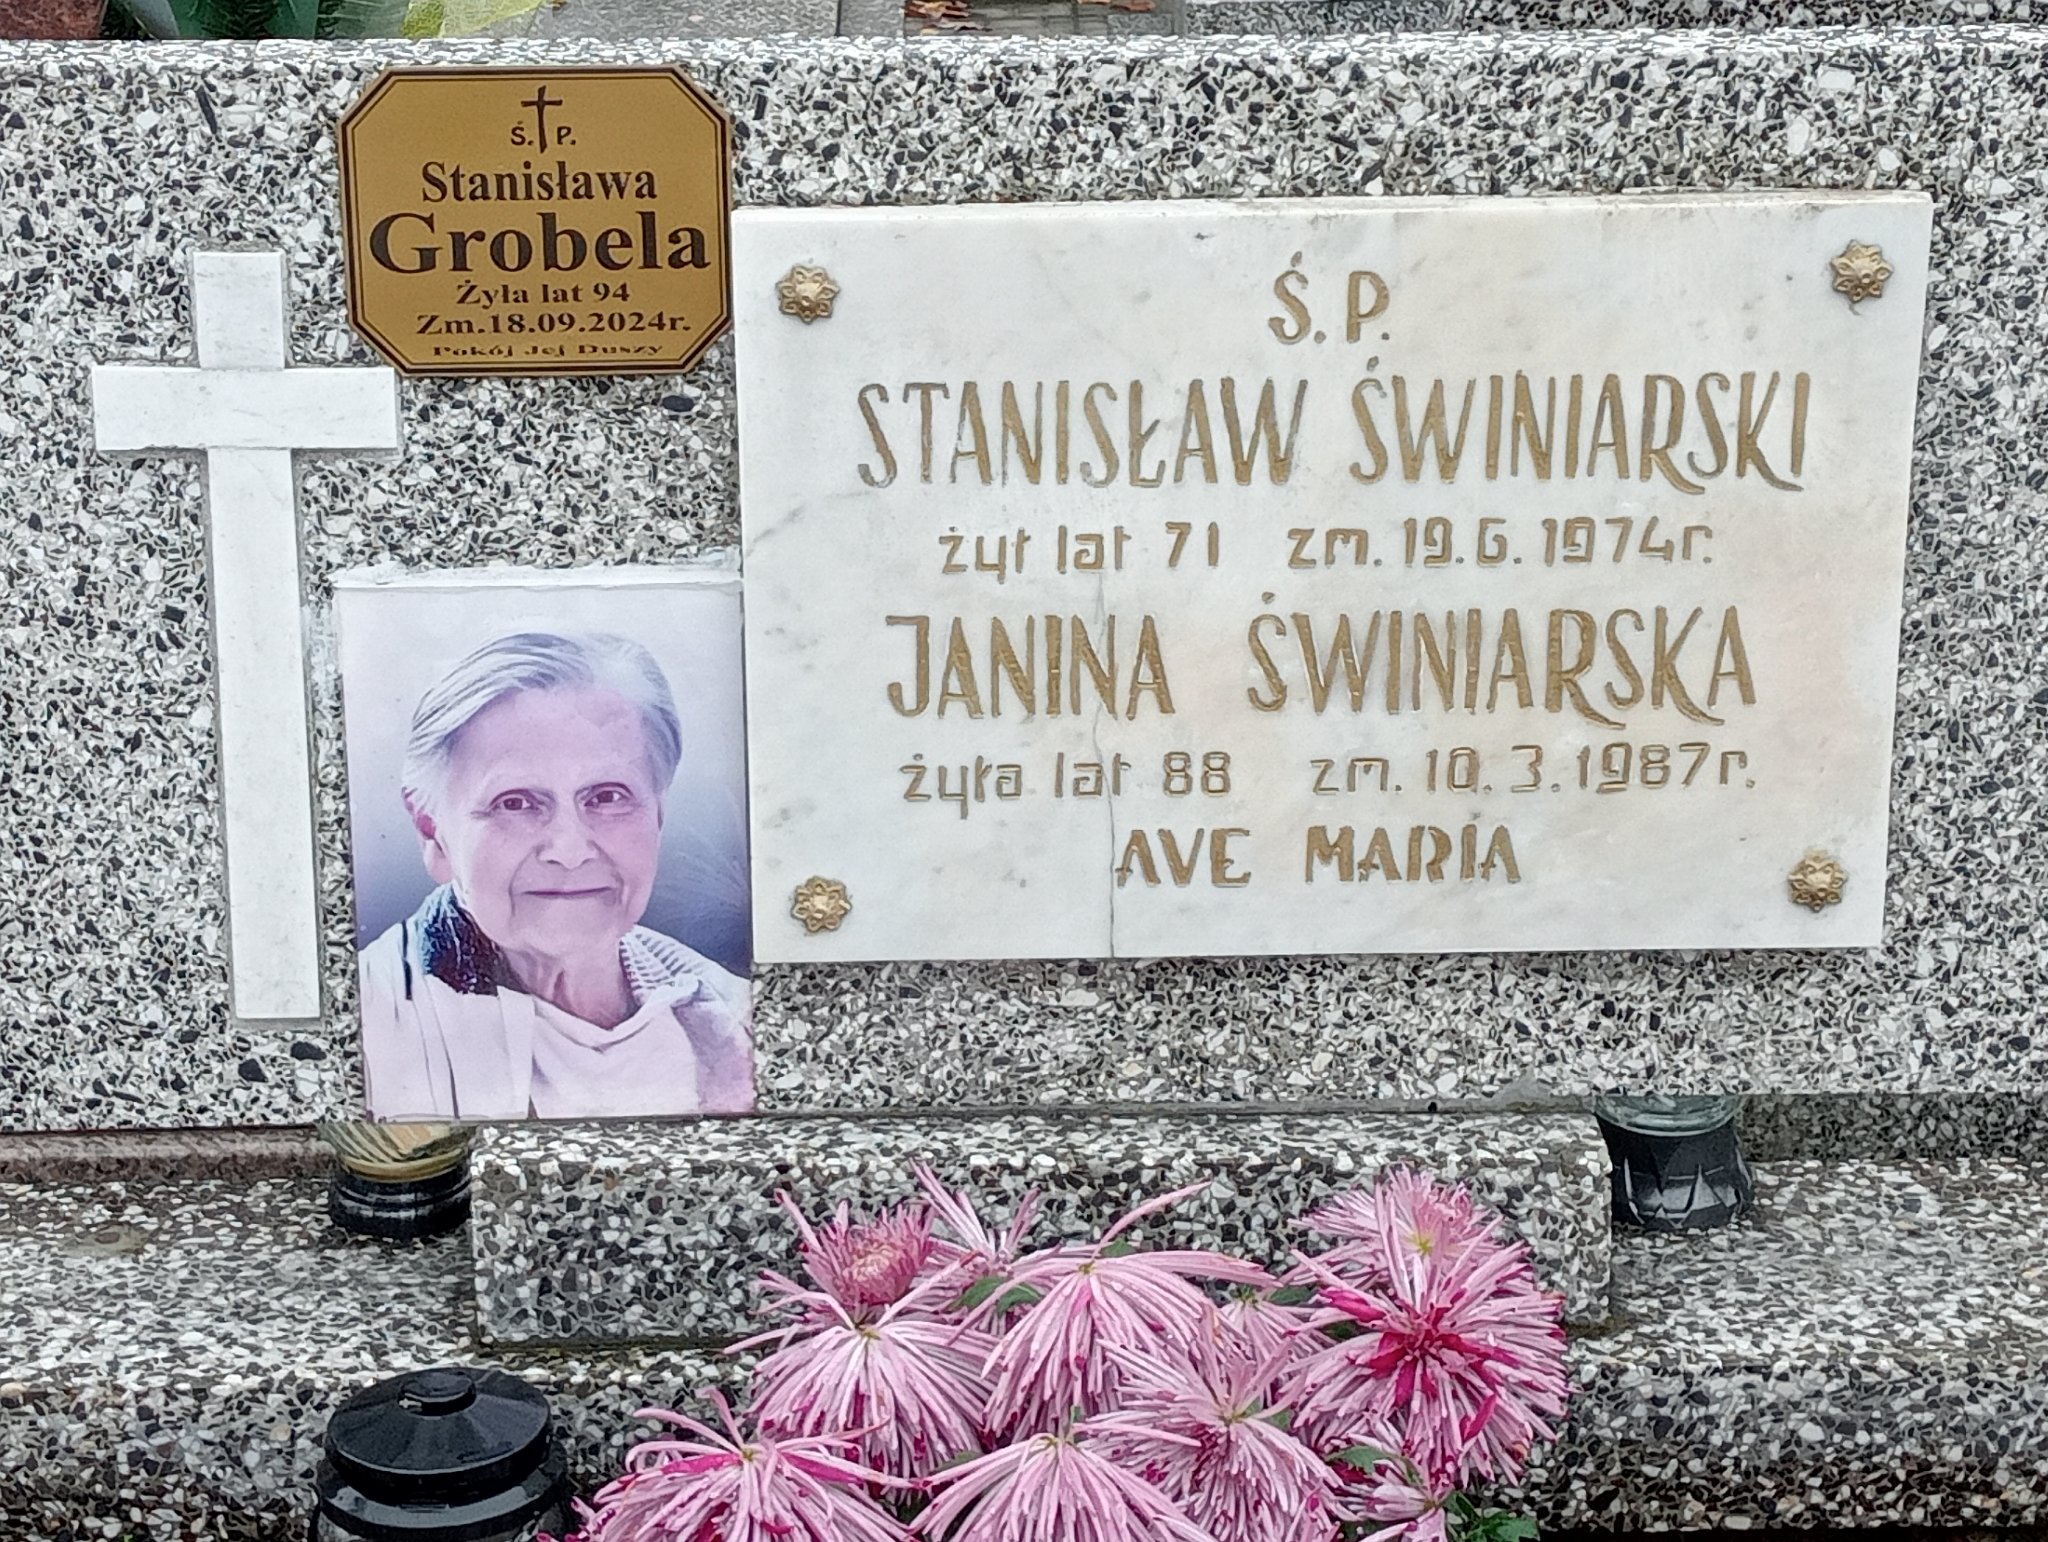 Ś. P.
Stanisława
Grobela
Żyła lat 94
Zm.18.09.2024r.
Pokój Jej Duszy
Ś. P.
STANISŁAW ŚWINIARSKI
żył lat 71 zm. 19.6.1974r.
JANINA ŚWINIARSKA
żyła lat 88 zm. 10.3.1987r.
AVE MARIA